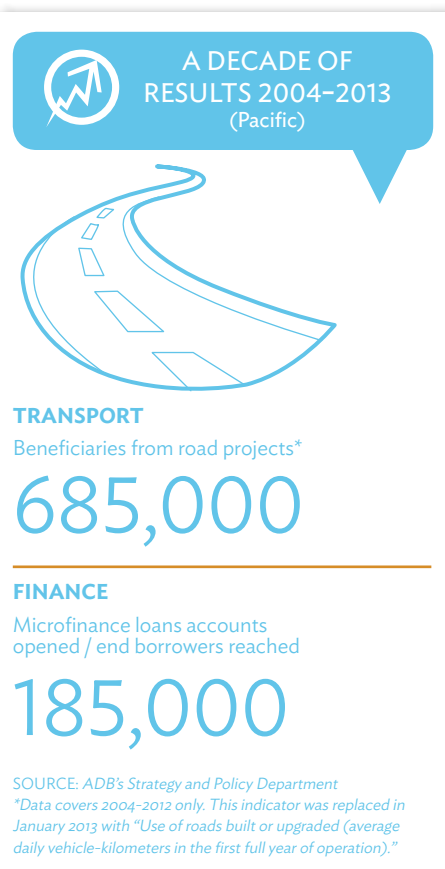 A DECADE OF
RESULTS 2004–2013
(Pacific)
TRANSPORT
Beneficiaries from road projects*
685,000
FINANCE
Microfinance loans accounts
opened / end borrowers reached
185,000
SOURCE: ADB's Strategy and Policy Department
*Data covers 2004-2012 only. This indicator was replaced in
January 2013 with “Use of roads built or upgraded (average
daily vehicle-kilometers in the first full year of operation).”